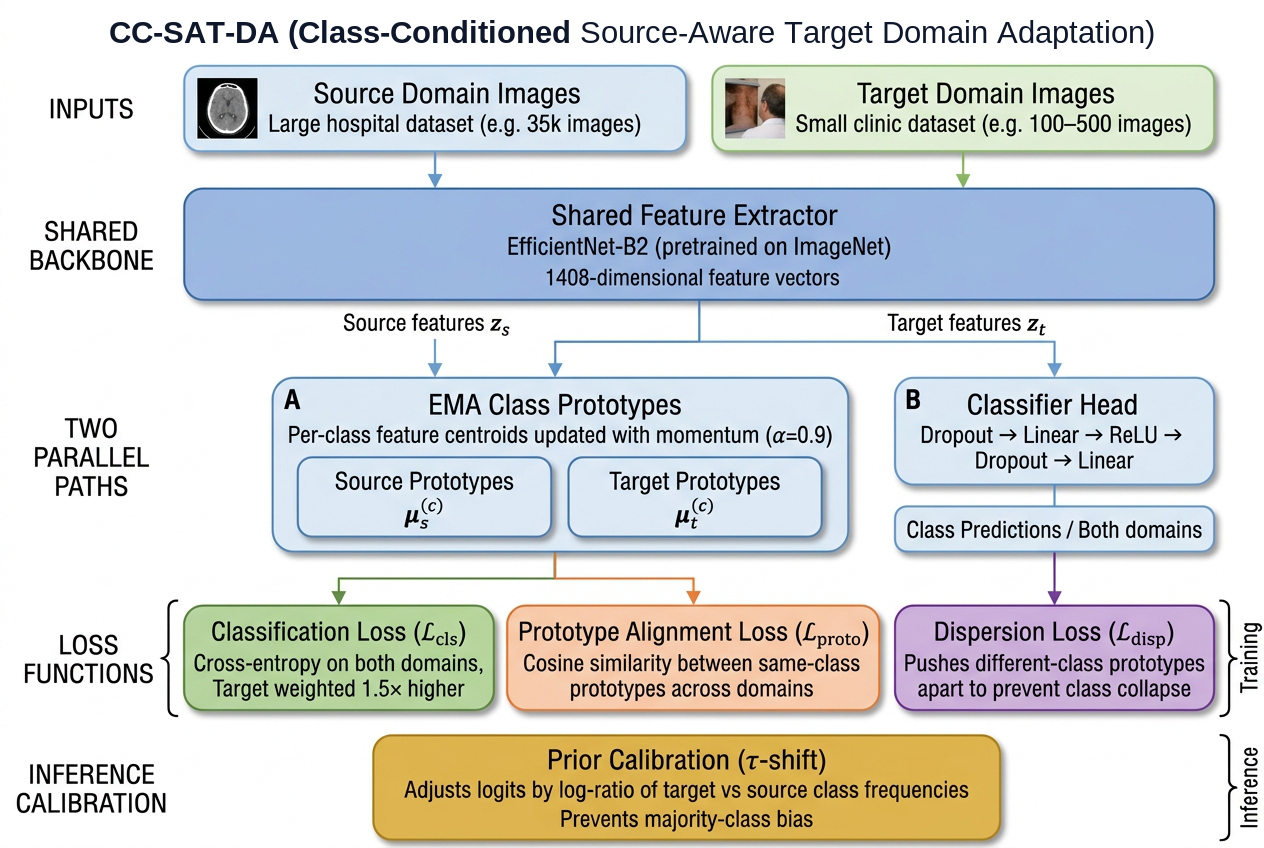 CC-SAT-DA (Class-Conditioned Source-Aware Target Domain Adaptation)
INPUTS
Source Domain Images
Large hospital dataset (e.g. 35k images)
Target Domain Images
Small clinic dataset (e.g. 100–500 images)
SHARED
BACKBONE
Shared Feature Extractor
EfficientNet-B2 (pretrained on ImageNet)
1408-dimensional feature vectors
Source features 𝒛ₛ
Target features 𝒛ₜ
TWO
PARALLEL
PATHS
A
EMA Class Prototypes
Per-class feature centroids updated with momentum (α=0.9)
Source Prototypes
μₛ⁽ᶜ⁾
Target Prototypes
μₜ⁽ᶜ⁾
B
Classifier Head
Dropout → Linear → ReLU →
Dropout → Linear
Class Predictions / Both domains
LOSS
FUNCTIONS
Classification Loss (ℒcls)
Cross-entropy on both domains,
Target weighted 1.5× higher
Prototype Alignment Loss (ℒproto)
Cosine similarity between same-class
prototypes across domains
Dispersion Loss (ℒdisp)
Pushes different-class prototypes
apart to prevent class collapse
Training
INFERENCE
CALIBRATION
Prior Calibration (τ-shift)
Adjusts logits by log-ratio of target vs source class frequencies
Prevents majority-class bias
Inference